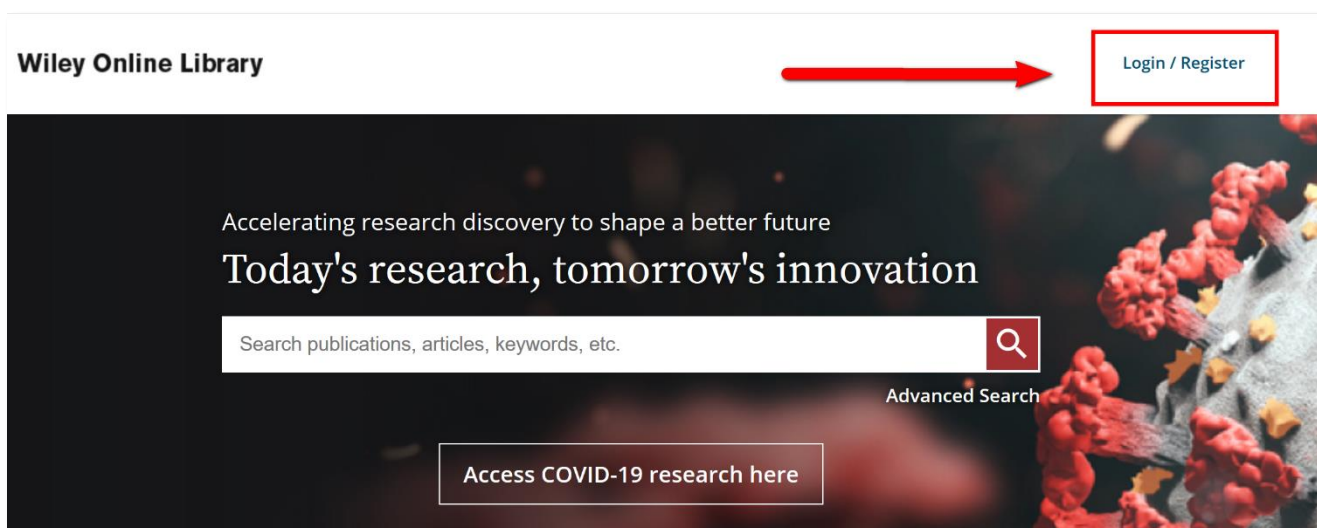 Wiley Online Library
Login / Register
Accelerating research discovery to shape a better future
Today's research, tomorrow's innovation
Search publications, articles, keywords, etc.
Advanced Search
Access COVID-19 research here